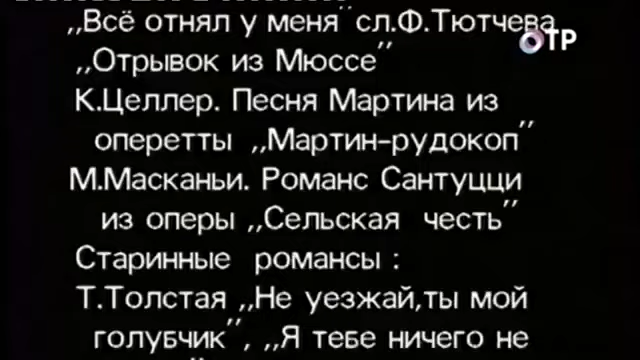 ,,Всё отнял у меня" сл.Ф.Тютчева
ОТР
,,Отрывок из Мюссе"
К.Целлер. Песня Мартина из
оперетты ,,Мартин-рудокоп"
М.Масканьи. Романс Сантуцци
из оперы ,,Сельская честь"
Старинные романсы :
Т.Толстая ,,Не уезжай,ты мой
голубчик", ,,Я тебе ничего не